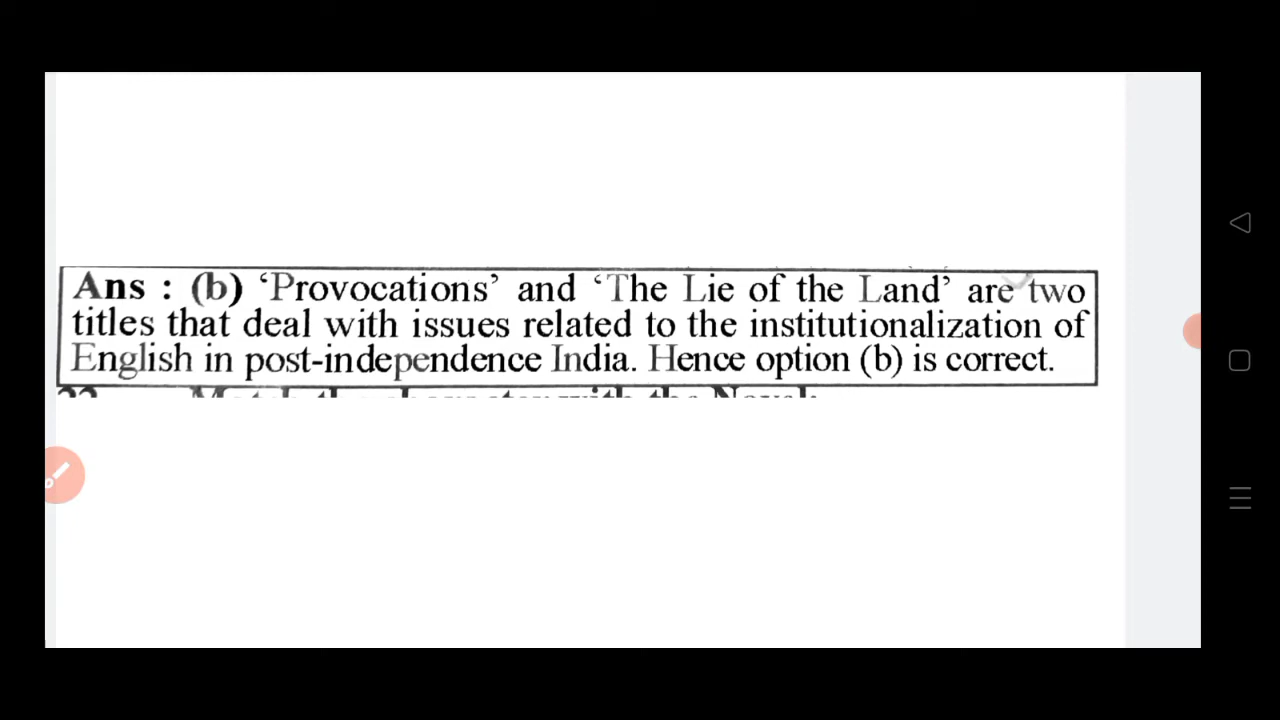 Ans : (b) ‘Provocations’ and ‘The Lie of the Land’ are two
titles that deal with issues related to the institutionalization of
English in post-independence India. Hence option (b) is correct.